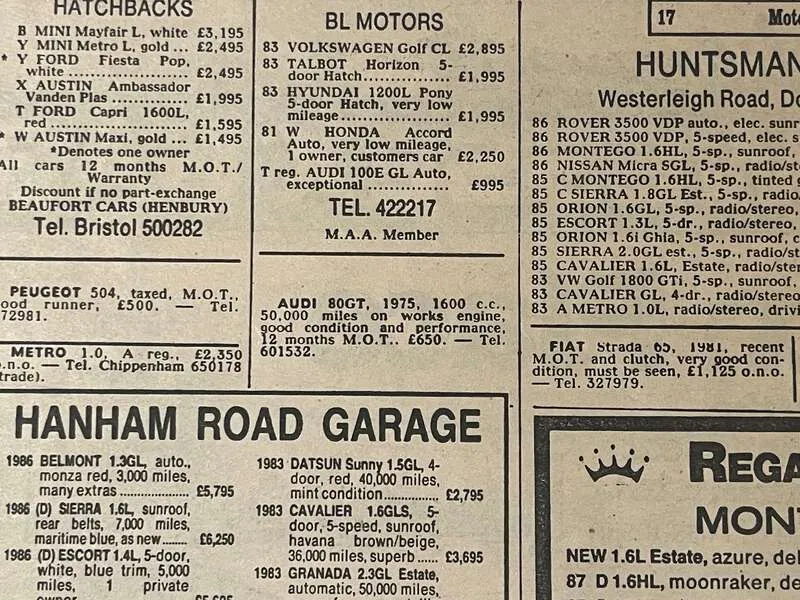 HATCHBACKS
B MINI Mayfair L, white £3,195
Y MINI Metro L, gold ... £2,495
* Y FORD Fiesta Pop,
white ........................ £2,495
X AUSTIN Ambassador
Vanden Plas .............. £1,995
T FORD Capri 1600L,
red ............................. £1,595
* W AUSTIN Maxi, gold ... £1,495
*Denotes one owner
All cars 12 months M.O.T./
Warranty
Discount if no part-exchange
BEAUFORT CARS (HENBURY)
Tel. Bristol 500282
PEUGEOT 504, taxed, M.O.T.,
good runner, £500. — Tel.
72981.
METRO 1.0, A reg., £2,350
o.n.o. — Tel. Chippenham 650178
(trade).
BL MOTORS
83 VOLKSWAGEN Golf CL £2,895
83 TALBOT Horizon 5-
door Hatch................. £1,995
83 HYUNDAI 1200L Pony
5-door Hatch, very low
mileage..................... £1,995
81 W HONDA Accord
Auto, very low mileage,
1 owner, customers car £2,250
T reg. AUDI 100E GL Auto,
exceptional ................ £995
TEL. 422217
M.A.A. Member
AUDI 80GT, 1975, 1600 c.c.,
50,000 miles on works engine,
good condition and performance,
12 months M.O.T.. £650. — Tel.
601532.
17 Moto
HUNTSMAN
Westerleigh Road, Do
86 ROVER 3500 VDP auto., elec. sunr
86 ROVER 3500 VDP, 5-speed, elec. s
86 MONTEGO 1.6HL, 5-sp., sunroof,
86 NISSAN Micra SGL, 5-sp., radio/ste
85 C MONTEGO 1.6HL, 5-sp., tinted g
85 C SIERRA 1.8GL Est., 5-sp., radio
85 ORION 1.6GL, 5-sp., radio/stereo,
85 ESCORT 1.3L, 5-dr., radio/stereo,
85 ORION 1.6i Ghia, 5-sp., sunroof, c
85 SIERRA 2.0GL est., 5-sp., radio/st
85 CAVALIER 1.6L, Estate, radio/ster
83 VW Golf 1800 GTi, 5-sp., sunroof,
83 CAVALIER GL, 4-dr., radio/stereo
83 A METRO 1.0L, radio/stereo, drivi
FIAT Strada 65, 1981, recent
M.O.T. and clutch, very good con-
dition, must be seen, £1,125 o.n.o.
— Tel. 327979.
HANHAM ROAD GARAGE
1986 BELMONT 1.3GL, auto.,
monza red, 3,000 miles,
many extras .................. £5,795
1986 (D) SIERRA 1.6L, sunroof,
rear belts, 7,000 miles,
maritime blue, as new........ £6,250
1986 (D) ESCORT 1.4L, 5-door,
white, blue trim, 5,000
miles, 1 private
owner
1983 DATSUN Sunny 1.5GL, 4-
door, red, 40,000 miles,
mint condition................. £2,795
1983 CAVALIER 1.6GLS, 5-
door, 5-speed, sunroof,
havana brown/beige,
36,000 miles, superb ...... £3,695
1983 GRANADA 2.3GL Estate,
automatic, 50,000 miles,
REGA
MONT
NEW 1.6L Estate, azure, del
87 D 1.6HL, moonraker, de